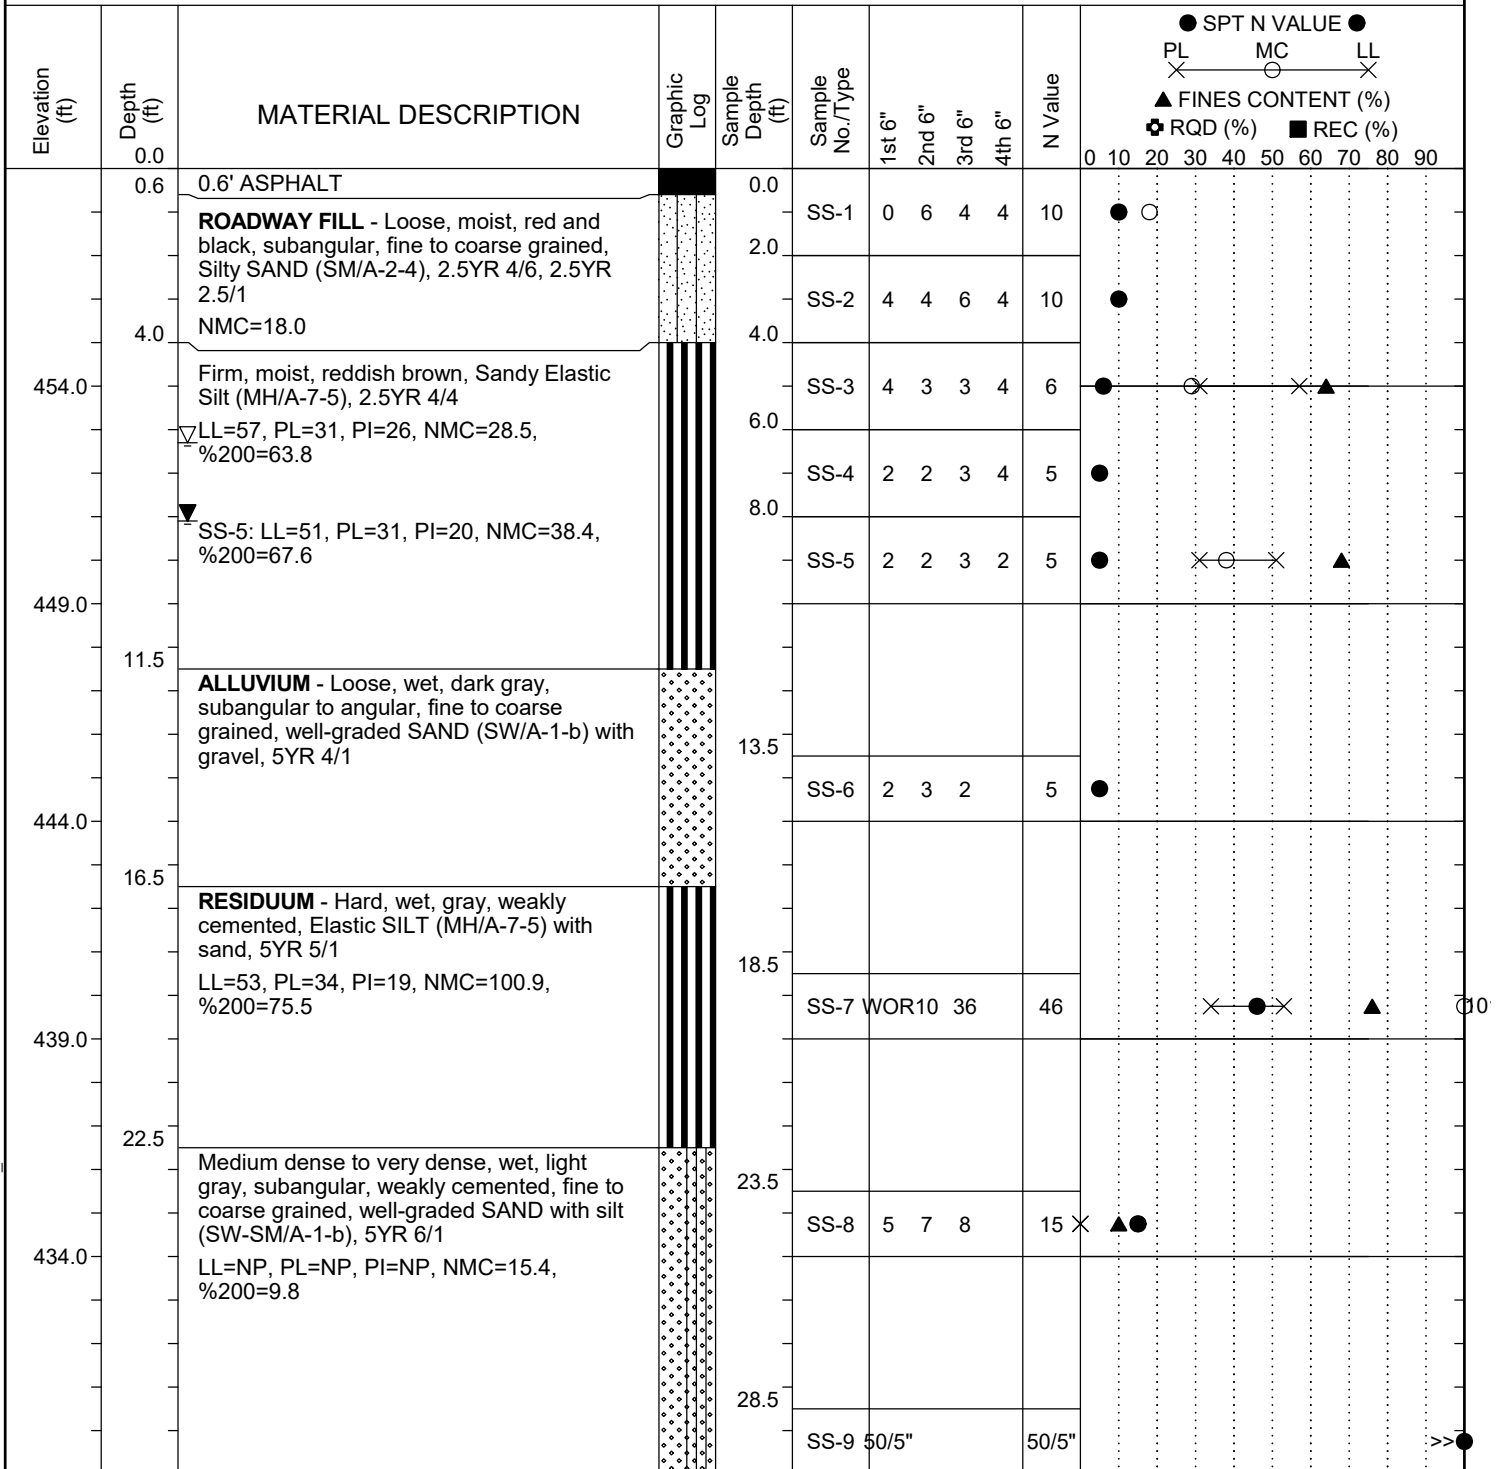 ● SPT N VALUE ●
PL MC LL
▲ FINES CONTENT (%)
RQD (%) ■ REC (%)
Elevation (ft)
Depth (ft)
MATERIAL DESCRIPTION
Graphic Log
Sample Depth (ft)
Sample No./Type
1st 6"
2nd 6"
3rd 6"
4th 6"
N Value
0.0
0 10 20 30 40 50 60 70 80 90
0.6 0.6' ASPHALT 0.0
SS-1 0 6 4 4 10
ROADWAY FILL - Loose, moist, red and
black, subangular, fine to coarse grained, 2.0
Silty SAND (SM/A-2-4), 2.5YR 4/6, 2.5YR
2.5/1
SS-2 4 4 6 4 10
NMC=18.0
4.0 4.0
Firm, moist, reddish brown, Sandy Elastic
454.0 SS-3 4 3 3 4 6
Silt (MH/A-7-5), 2.5YR 4/4
6.0
LL=57, PL=31, PI=26, NMC=28.5,
%200=63.8
SS-4 2 2 3 4 5
8.0
SS-5: LL=51, PL=31, PI=20, NMC=38.4,
%200=67.6
SS-5 2 2 3 2 5
449.0
11.5
ALLUVIUM - Loose, wet, dark gray,
subangular to angular, fine to coarse
grained, well-graded SAND (SW/A-1-b) with
gravel, 5YR 4/1
13.5
SS-6 2 3 2 5
444.0
16.5
RESIDUUM - Hard, wet, gray, weakly
cemented, Elastic SILT (MH/A-7-5) with
sand, 5YR 5/1
18.5
LL=53, PL=34, PI=19, NMC=100.9,
%200=75.5
SS-7 WOR 10 36 46
439.0
22.5
Medium dense to very dense, wet, light
gray, subangular, weakly cemented, fine to
23.5
coarse grained, well-graded SAND with silt
(SW-SM/A-1-b), 5YR 6/1
SS-8 5 7 8 15
434.0
LL=NP, PL=NP, PI=NP, NMC=15.4,
%200=9.8
28.5
SS-9 50/5" 50/5" >>